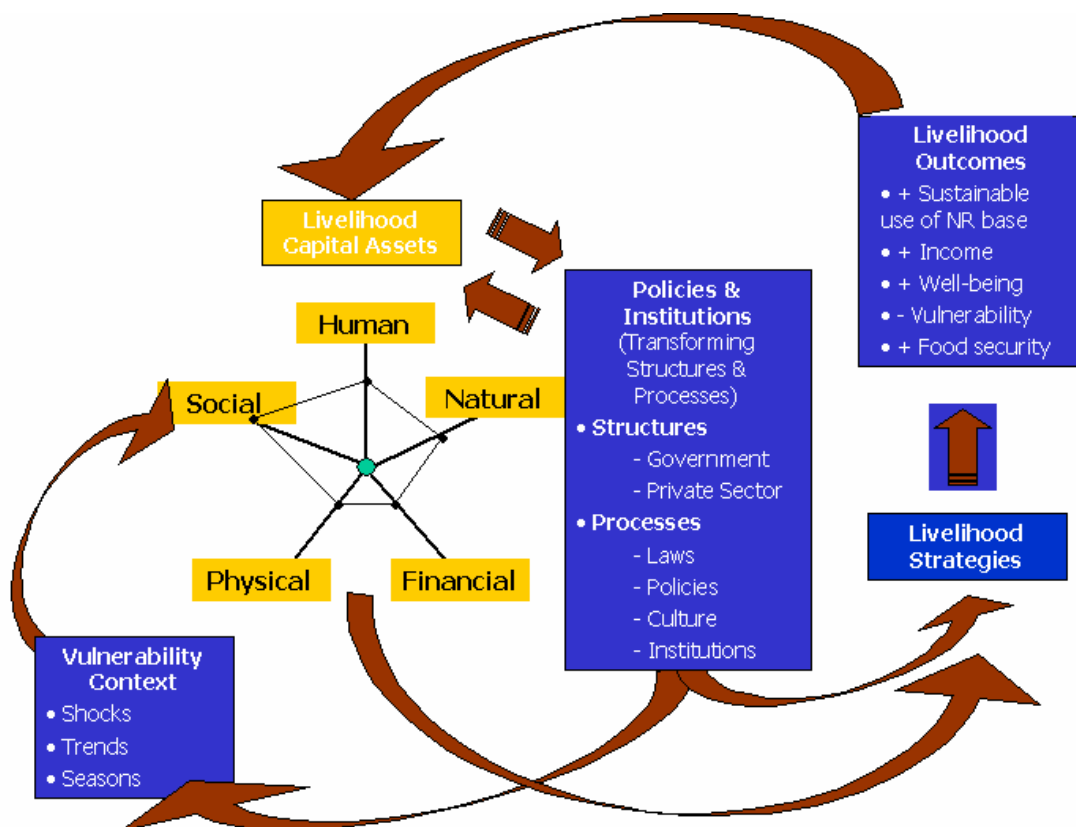 Livelihood
Outcomes
• + Sustainable
use of NR base
• + Income
• + Well-being
• - Vulnerability
• + Food security
Livelihood
Capital Assets
Policies &
Institutions
(Transforming
Structures &
Processes)
• Structures
- Government
- Private Sector
• Processes
- Laws
- Policies
- Culture
- Institutions
Human
Social
Natural
Physical
Financial
Livelihood
Strategies
Vulnerability
Context
• Shocks
• Trends
• Seasons